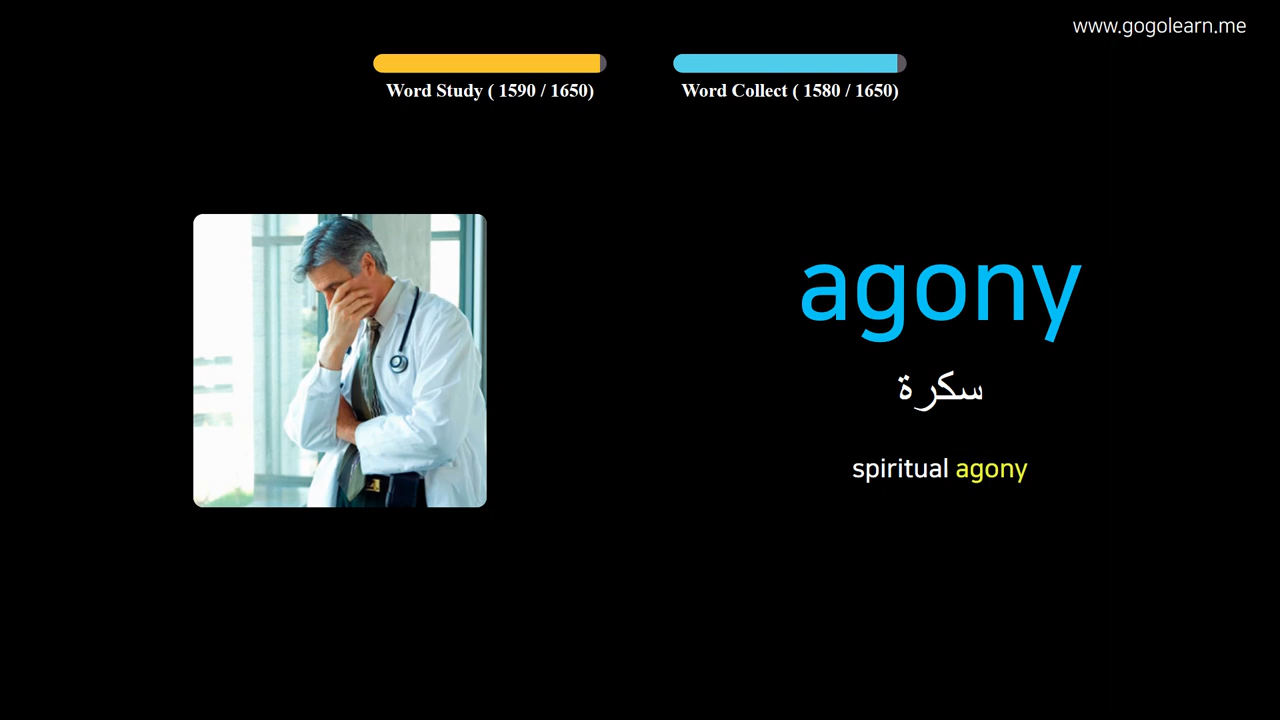 www.gogolearn.me
Word Study ( 1590 / 1650)
Word Collect ( 1580 / 1650)
agony
سكرة
spiritual agony